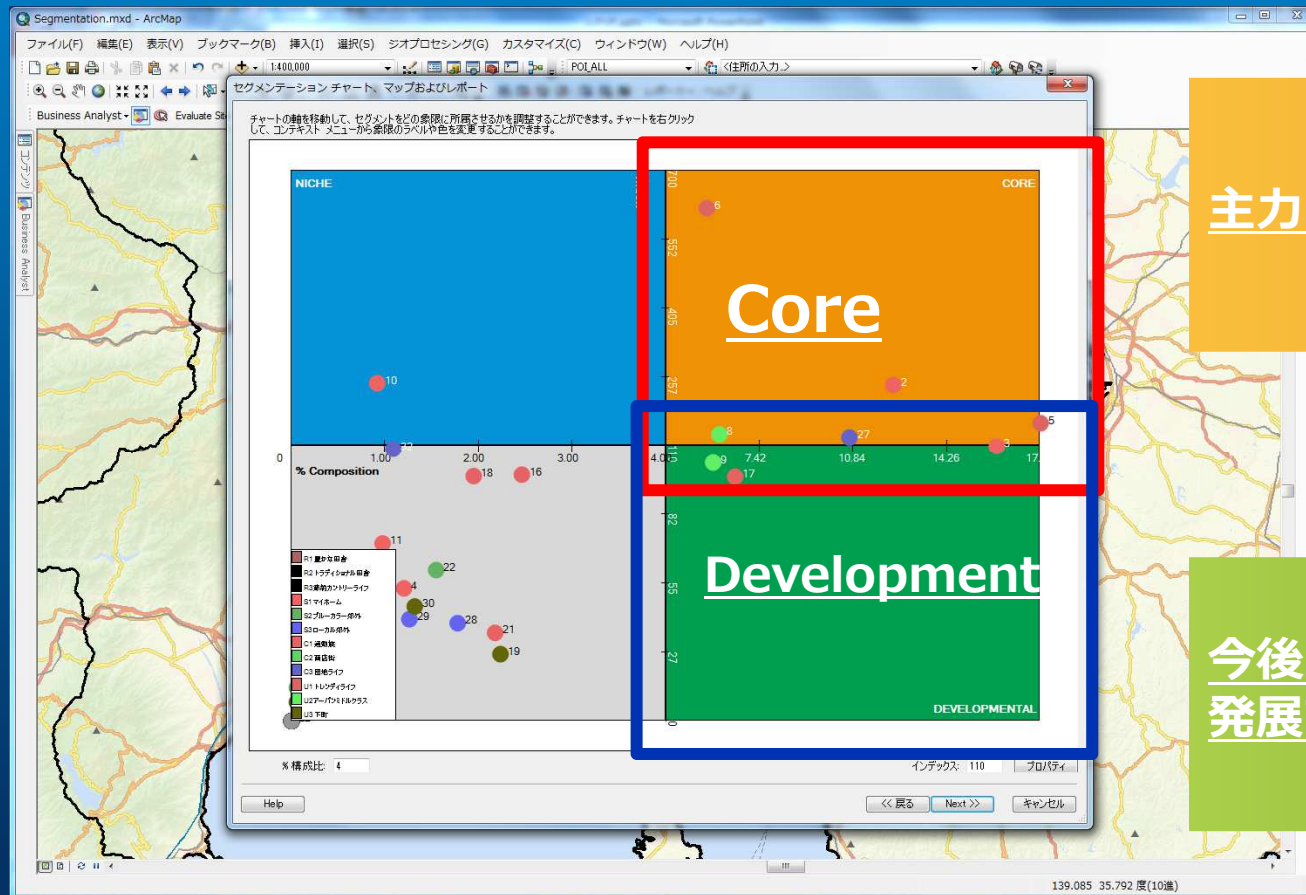 Segmentation.mxd - ArcMap
ファイル(F) 編集(E) 表示(V) ブックマーク(B) 挿入(I) 選択(S) ジオプロセシング(G) カスタマイズ(C) ウィンドウ(W) ヘルプ(H)
1:400,000 POI_ALL <住所の入力...>
Business Analyst Evaluate
コンテンツ
Business Analyst
セグメンテーション チャート、マップおよびレポート
チャートの軸を移動して、セグメントをどの象限に所属させるかを調整することができます。チャートを右クリック
して、コンテキスト メニューから象限のラベルや色を変更することができます。
NICHE
CORE
700
6
552
Core
405
主力
257
10
2
5
8
27
3
0 1.00 2.00 3.00 4.00 110 7.42 10.84 14.26 17.
% Composition
18
16
9
17
82
11
22
4
30
29
28
21
19
55
27
0
Development
DEVELOPMENTAL
今後
発展
R1 豊かな田舎
R2 トラディショナル田舎
S1 マイホーム
S2 ブルーカラー郊外
S3 ローカル郊外
C1 通勤族
C2 商店街
C3 団地ライフ
U1 トレンディライフ
U2 アーバンミドルクラス
U3 下町
% 構成比: 4
インデックス: 110 プロパティ
Help << 戻る Next >> キャンセル
139.085 35.792 度(10進)